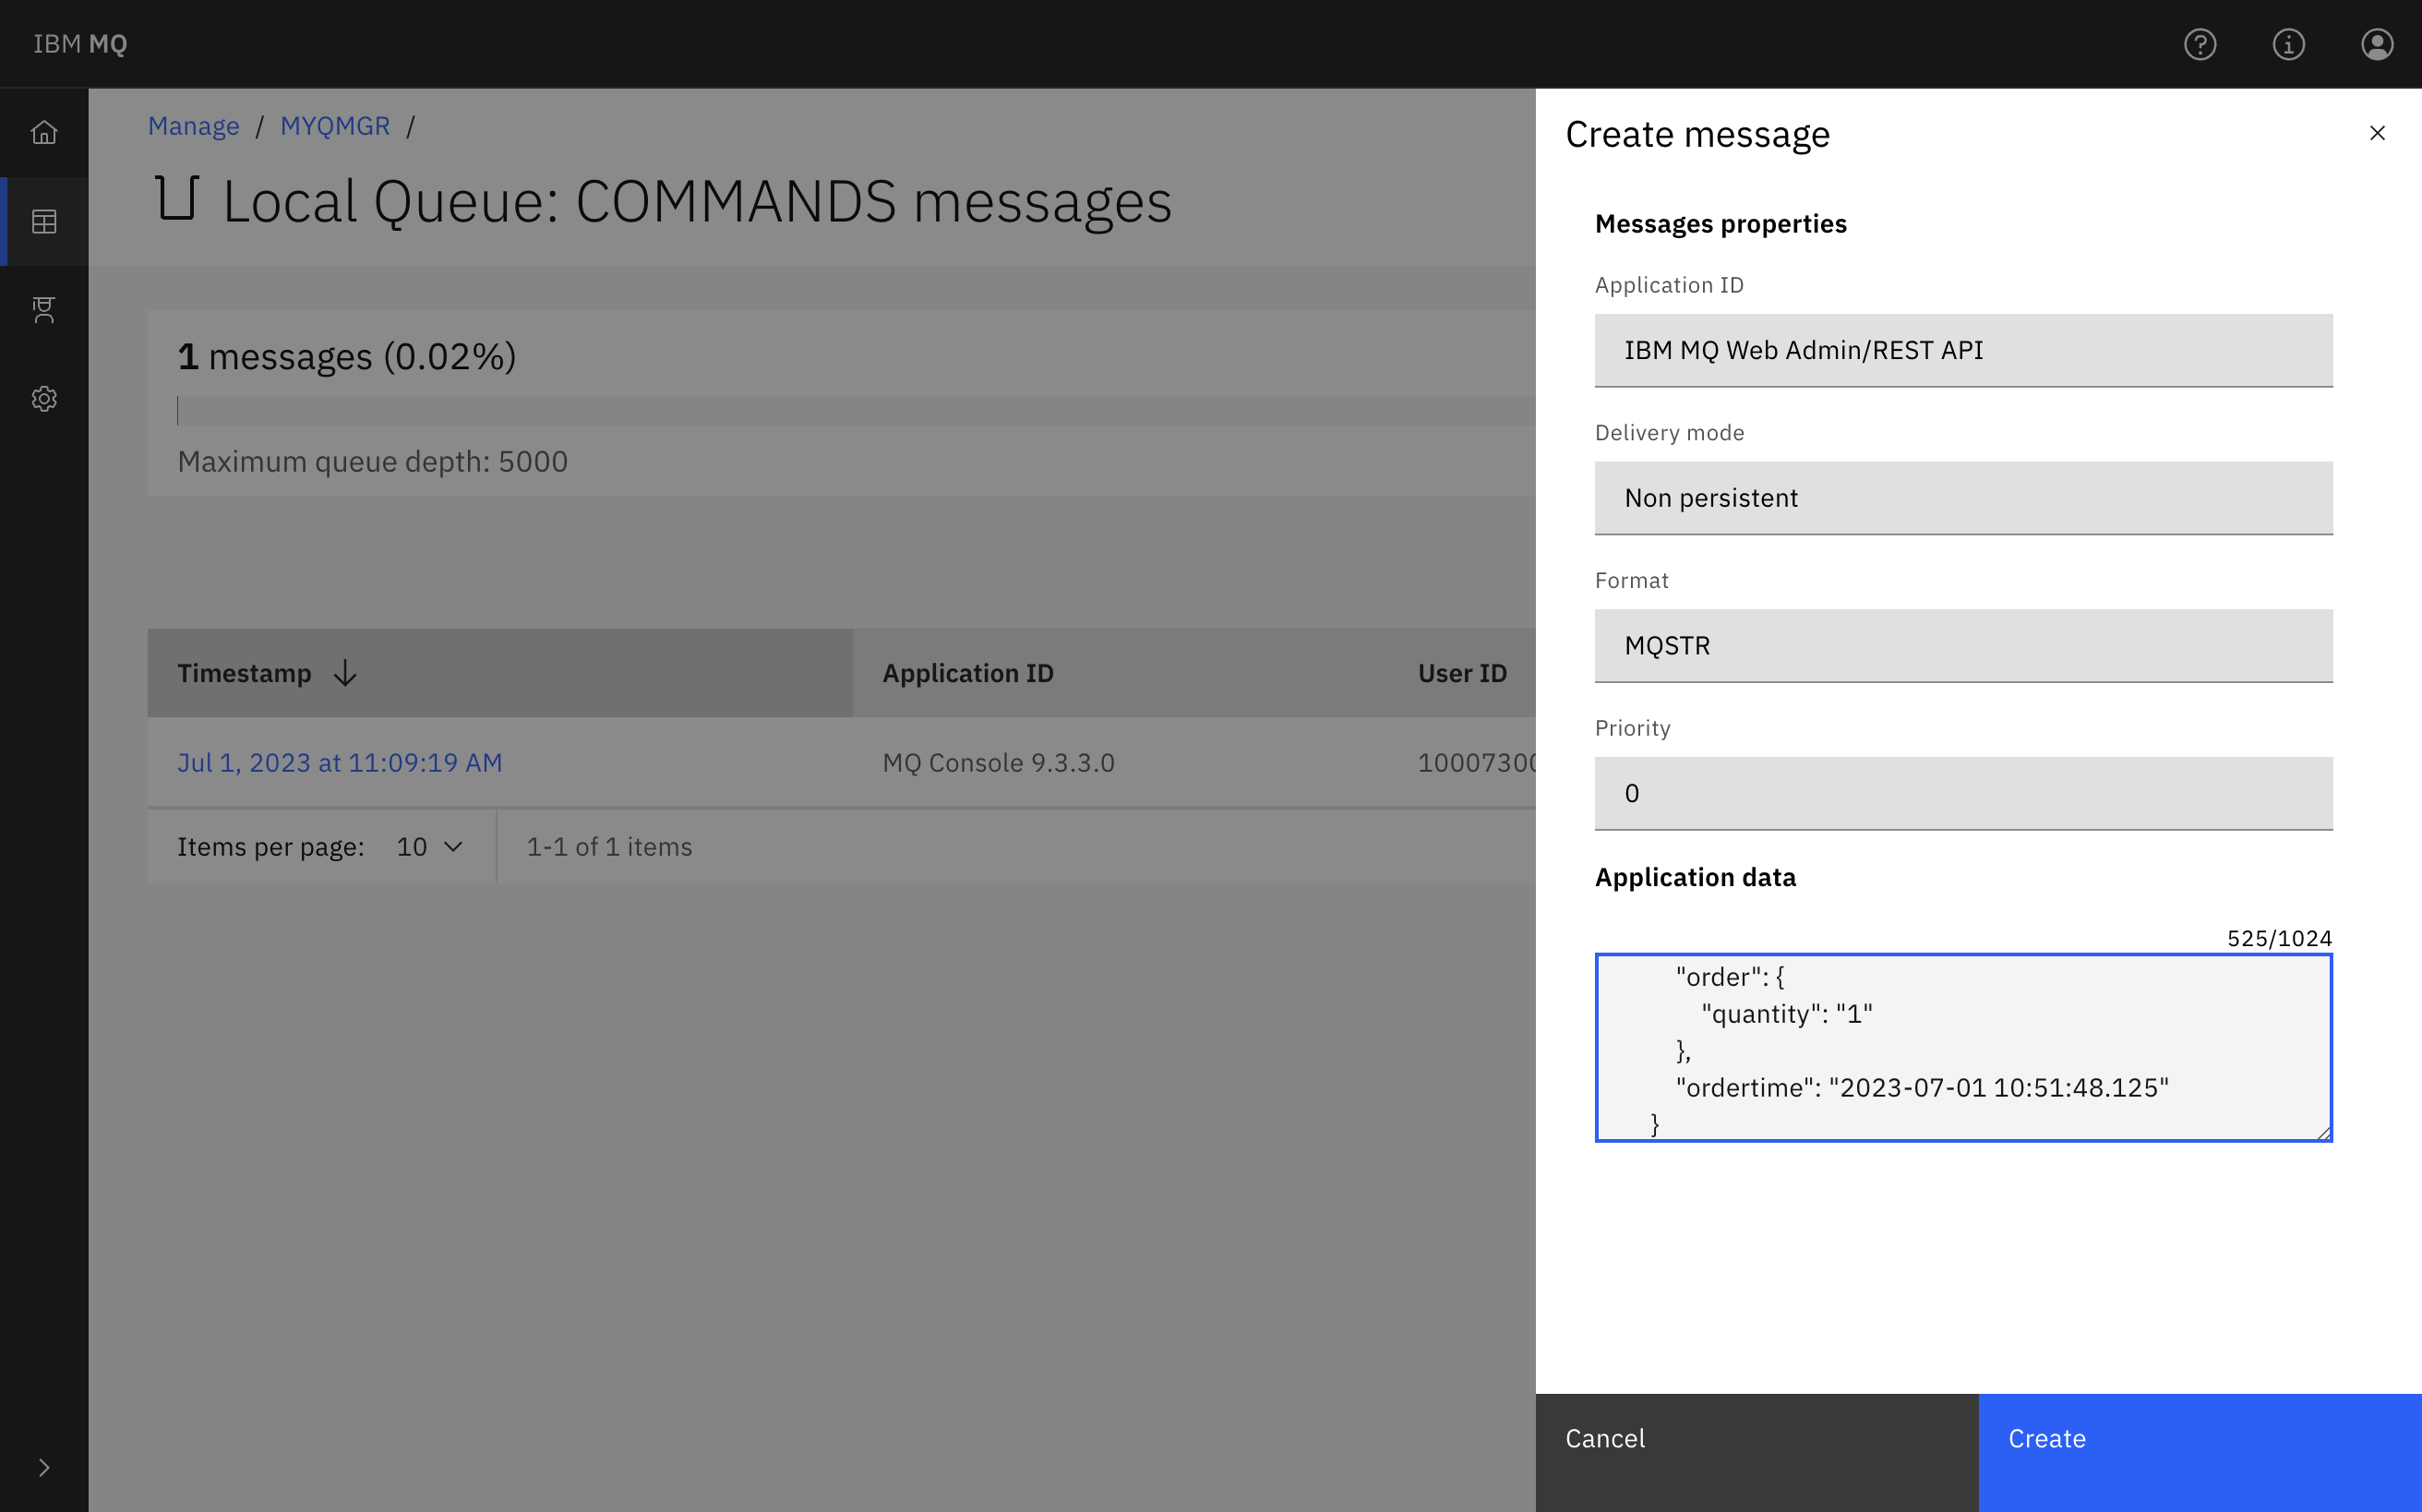 IBM MQ
Manage / MYQMGR /
Local Queue: COMMANDS messages
1 messages (0.02%)
Maximum queue depth: 5000
Timestamp Application ID User ID
Jul 1, 2023 at 11:09:19 AM MQ Console 9.3.3.0
Items per page: 10 1-1 of 1 items
Create message
Messages properties
Application ID
IBM MQ Web Admin/REST API
Delivery mode
Non persistent
Format
MQSTR
Priority
0
Application data
525/1024
"order": {
"quantity": "1"
},
"ordertime": "2023-07-01 10:51:48.125"
}
Cancel
Create